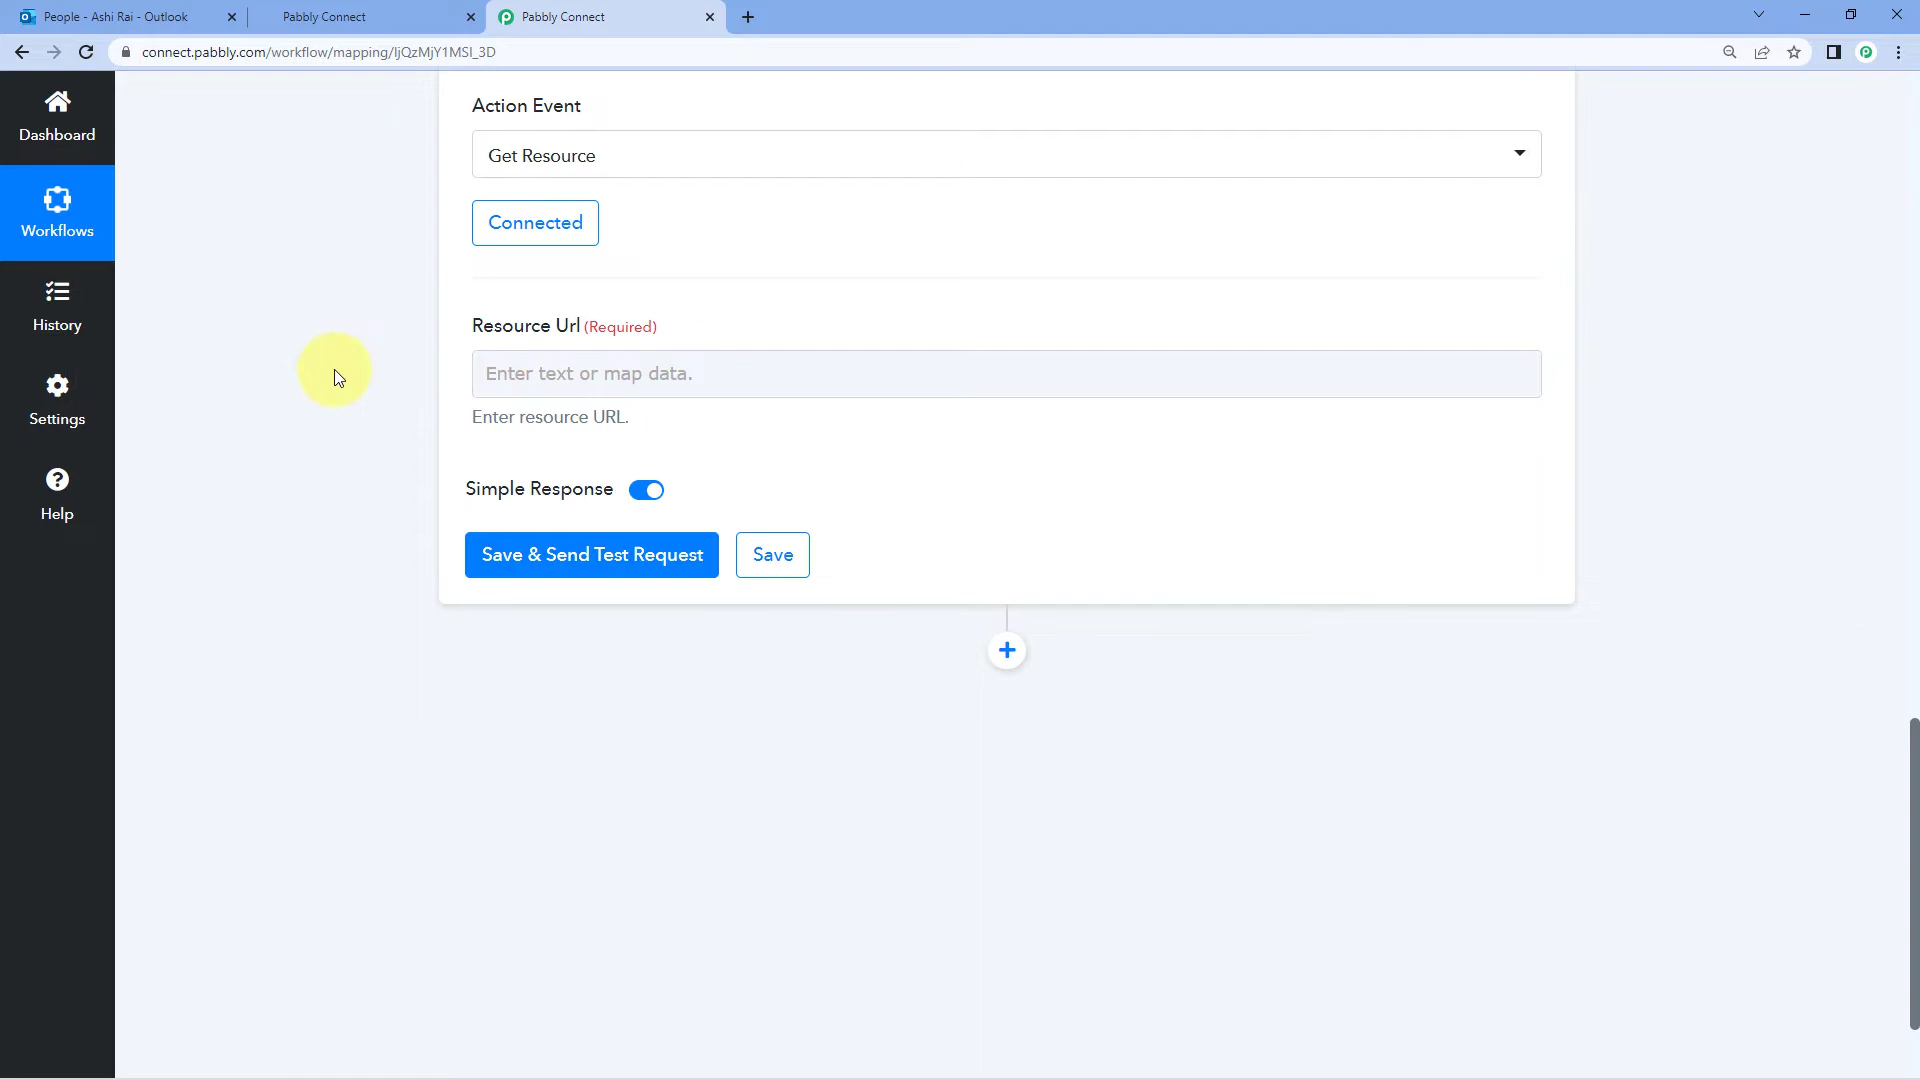 People - Ashi Rai - Outlook
Pabbly Connect
Pabbly Connect
connect.pabbly.com/workflow/mapping/IjQzMjY1MSI_3D
Dashboard
Workflows
History
Settings
Help
Action Event
Get Resource
Connected
Resource Url (Required)
Enter text or map data.
Enter resource URL.
Simple Response
Save & Send Test Request
Save